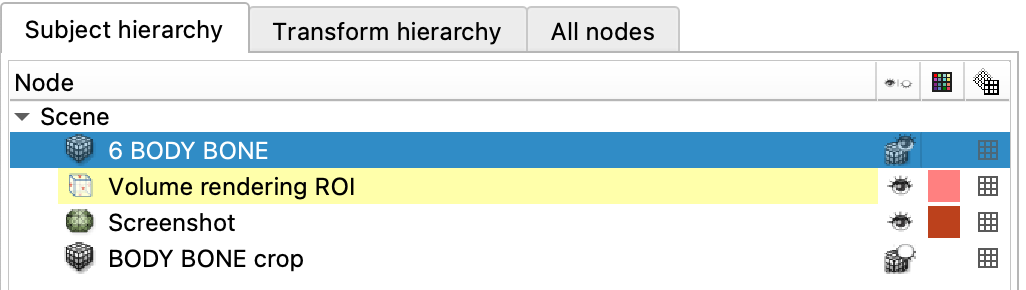 Subject hierarchy
Transform hierarchy
All nodes
Node
Scene
6 BODY BONE
Volume rendering ROI
Screenshot
BODY BONE crop